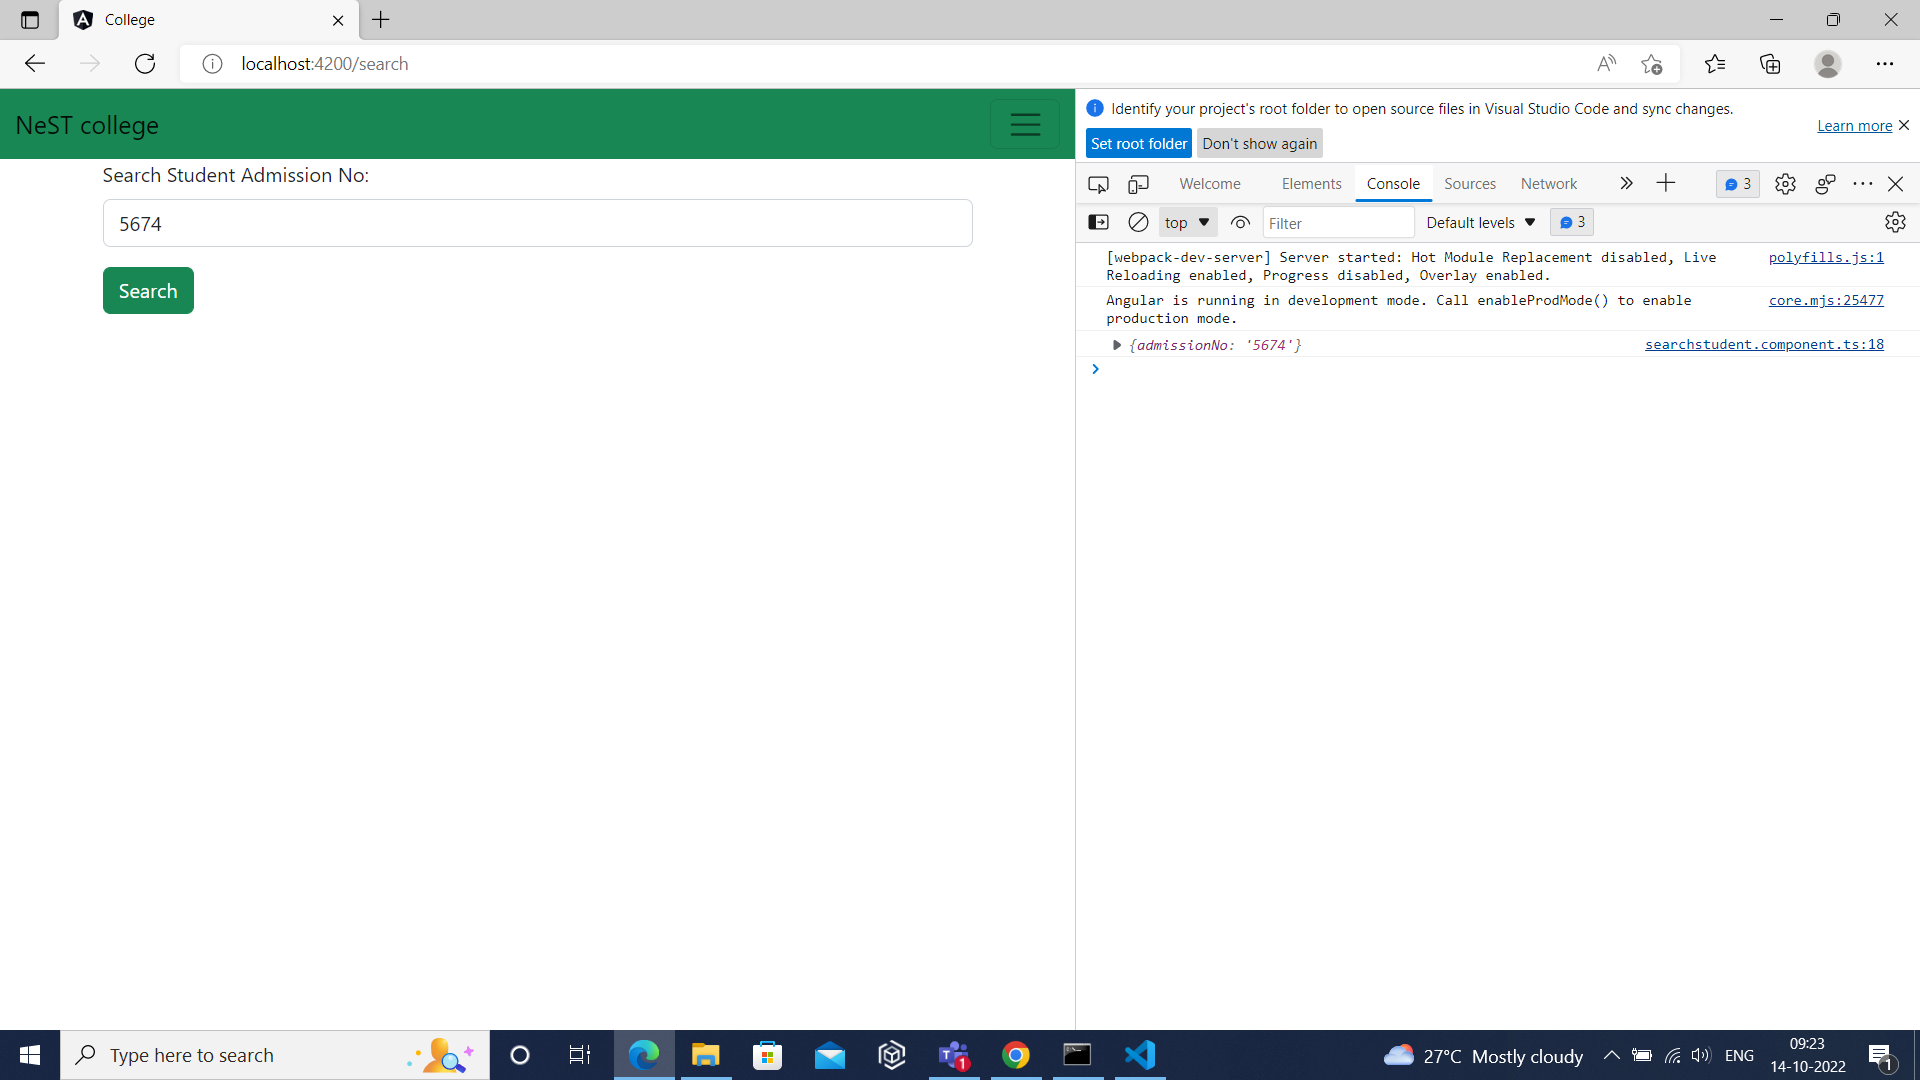 College
localhost:4200/search
NeST college
Search Student Admission No:
5674
Search
Identify your project's root folder to open source files in Visual Studio Code and sync changes.
Learn more
Set root folder
Don't show again
Welcome Elements Console Sources Network 3
top Filter Default levels 3
[webpack-dev-server] Server started: Hot Module Replacement disabled, Live polyfills.js:1
Reloading enabled, Progress disabled, Overlay enabled.
Angular is running in development mode. Call enableProdMode() to enable core.mjs:25477
production mode.
{admissionNo: '5674'} searchstudent.component.ts:18
Type here to search
27°C Mostly cloudy
ENG
09:23
14-10-2022
1
1